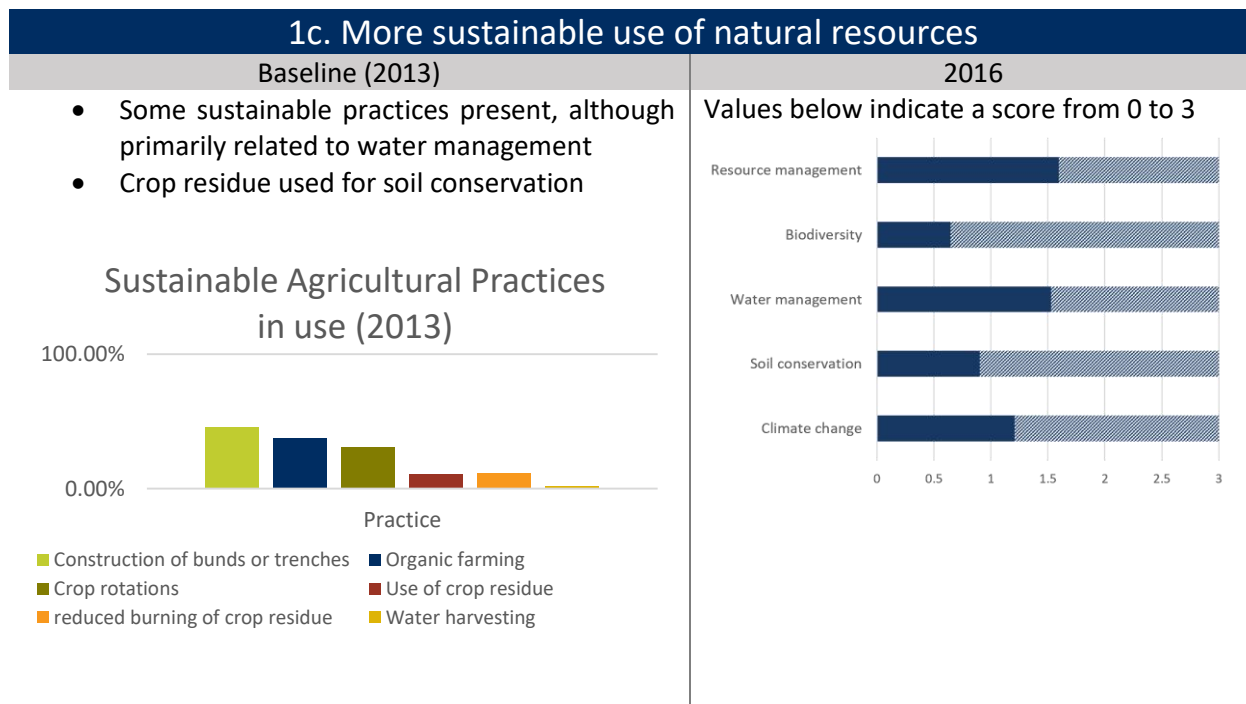 1c. More sustainable use of natural resources
Baseline (2013)
2016
• Some sustainable practices present, although
primarily related to water management
• Crop residue used for soil conservation
Sustainable Agricultural Practices
in use (2013)
100.00%
0.00%
Practice
Construction of bunds or trenches
Organic farming
Crop rotations
Use of crop residue
reduced burning of crop residue
Water harvesting
Values below indicate a score from 0 to 3
Resource management
Biodiversity
Water management
Soil conservation
Climate change
0 0.5 1 1.5 2 2.5 3